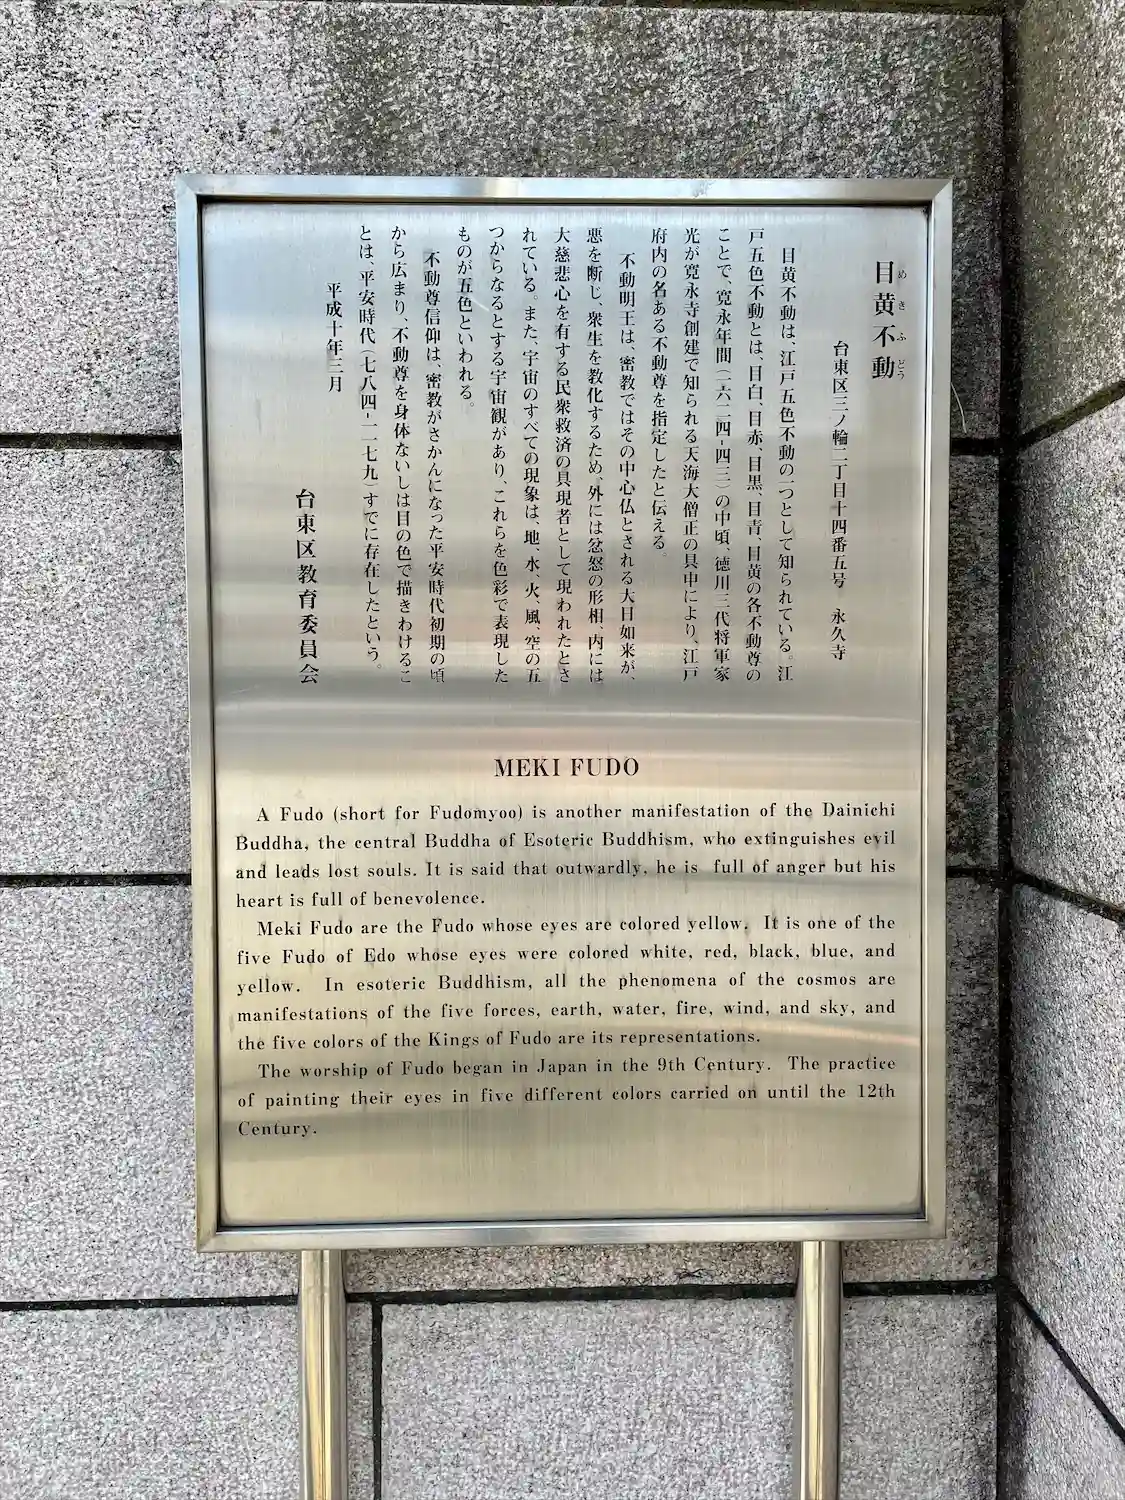 目黄不動
めきふどう
台東区三ノ輪二丁目十四番五号　永久寺
目黄不動は、江戸五色不動の一つとして知られている。江
戸五色不動とは、目白、目赤、目黒、目青、目黄の各不動尊の
ことで、寛永年間(一六二四-四三)の中頃、徳川三代将軍家
光が寛永寺創建で知られる天海大僧正の具申により、江戸
府内の名ある不動尊を指定したと伝える。
不動明王は、密教ではその中心仏とされる大日如来が、
悪を断じ、衆生を教化するため、外には忿怒の形相、内には
大慈悲心を有する民衆救済の具現者として現われたとさ
れている。また、宇宙のすべての現象は、地、水、火、風、空の五
つからなるとする宇宙観があり、これらを色彩で表現した
ものが五色といわれる。
不動尊信仰は、密教がさかんになった平安時代初期の頃
から広まり、不動尊を身体ないしは目の色で描きわけるこ
とは、平安時代(七八四-一一七九)すでに存在したという。
平成十年三月
台東区教育委員会
MEKI FUDO
A Fudo (short for Fudomyoo) is another manifestation of the Dainichi
Buddha, the central Buddha of Esoteric Buddhism, who extinguishes evil
and leads lost souls. It is said that outwardly, he is full of anger but his
heart is full of benevolence.
Meki Fudo are the Fudo whose eyes are colored yellow. It is one of the
five Fudo of Edo whose eyes were colored white, red, black, blue, and
yellow. In esoteric Buddhism, all the phenomena of the cosmos are
manifestations of the five forces, earth, water, fire, wind, and sky, and
the five colors of the Kings of Fudo are its representations.
The worship of Fudo began in Japan in the 9th Century. The practice
of painting their eyes in five different colors carried on until the 12th
Century.